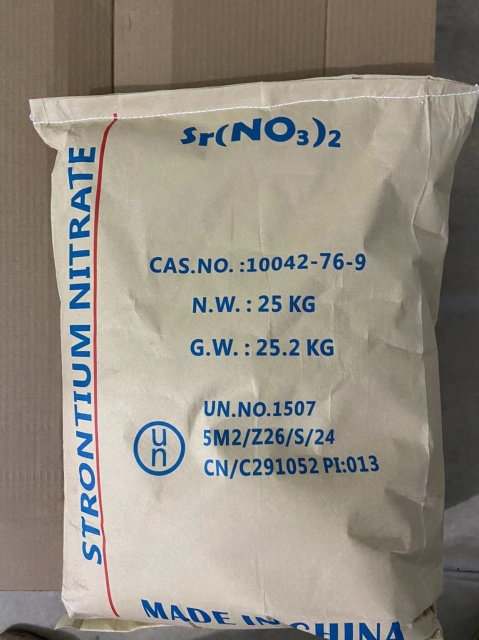 STRONTIUM NITRATE
Sr(NO₃)₂
CAS.NO. :10042-76-9
N.W. : 25 KG
G.W. : 25.2 KG
un
UN.NO.1507
5M2/Z26/S/24
CN/C291052 PI:013
MADE IN CHINA